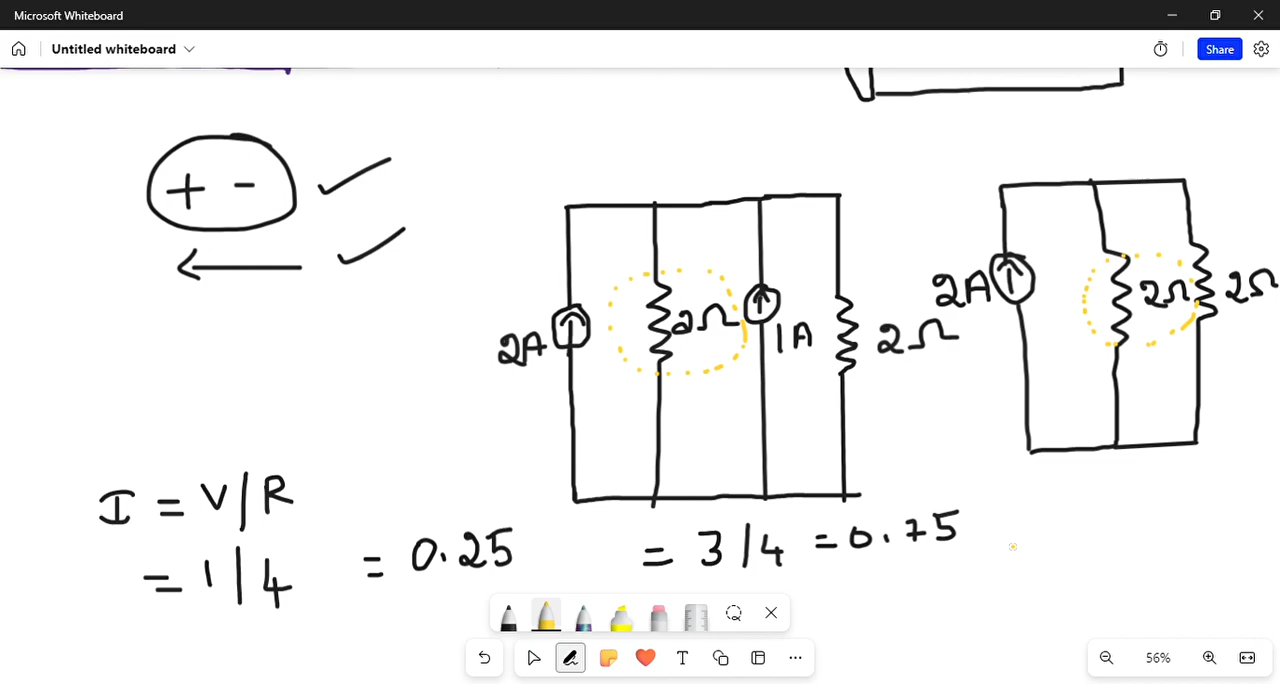 Microsoft Whiteboard
Untitled whiteboard
Share
+ -
2A
2Ω
1A
2Ω
2A
2Ω
2Ω
I = V/R
= 1/4 = 0.25
= 3/4 = 0.75
T
56%